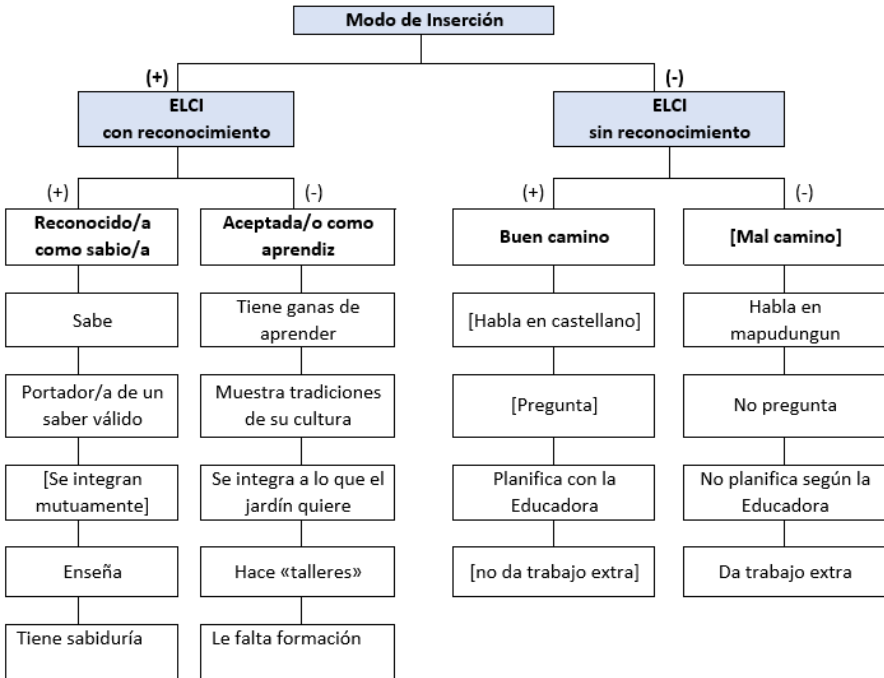 Modo de Inserción
(+)
(-)
ELCI
con reconocimiento
ELCI
sin reconocimiento
(+)
(-)
(+)
(-)
Reconocido/a
como sabio/a
Aceptada/o como
aprendiz
Buen camino
[Mal camino]
Sabe
Tiene ganas de
aprender
[Habla en castellano]
Habla en
mapudungun
Portador/a de un
saber válido
Muestra tradiciones
de su cultura
[Pregunta]
No pregunta
[Se integran
mutuamente]
Se integra a lo que el
jardín quiere
Planifica con la
Educadora
No planifica según la
Educadora
Enseña
Hace «talleres»
[no da trabajo extra]
Da trabajo extra
Tiene sabiduría
Le falta formación